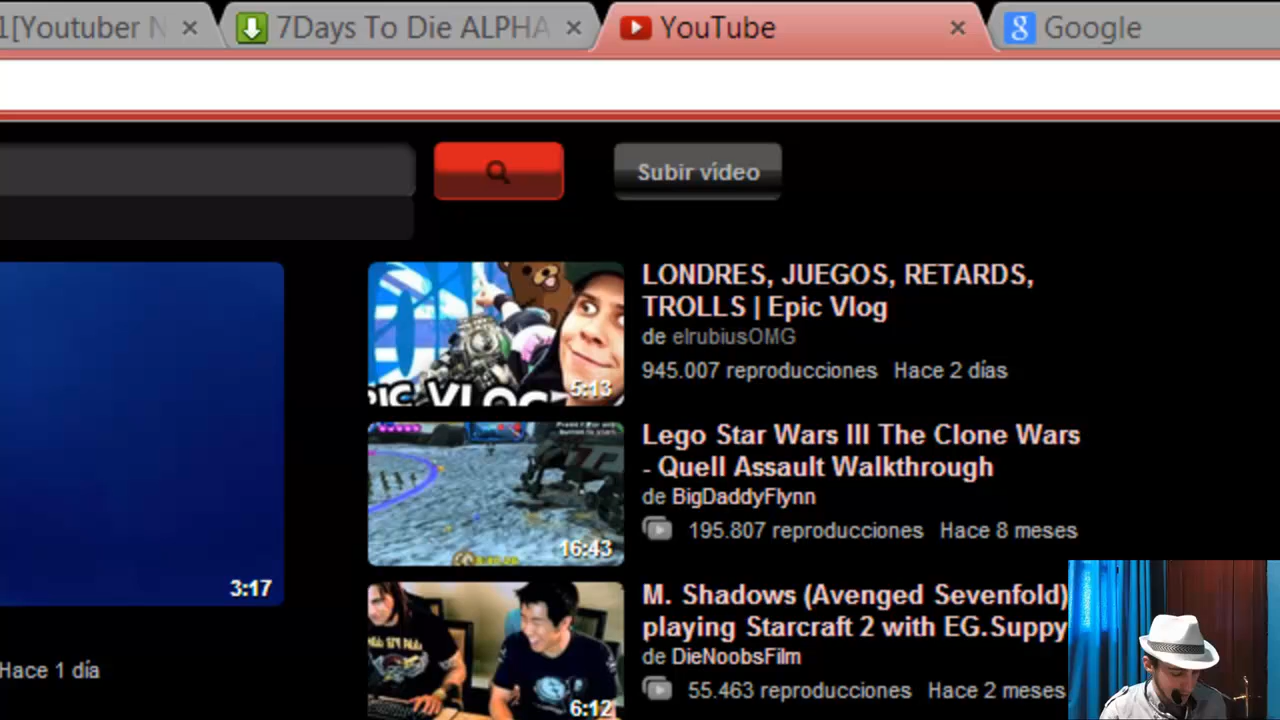 1[Youtuber N
7Days To Die ALPHA
YouTube
Google
Subir vídeo
LONDRES, JUEGOS, RETARDS,
TROLLS | Epic Vlog
de elrubiusOMG
945.007 reproducciones Hace 2 días
5:13
Lego Star Wars III The Clone Wars
- Quell Assault Walkthrough
de BigDaddyFlynn
195.807 reproducciones Hace 8 meses
16:43
3:17
Hace 1 día
M. Shadows (Avenged Sevenfold)
playing Starcraft 2 with EG.Suppy
de DieNoobsFilm
55.463 reproducciones Hace 2 meses
6:12